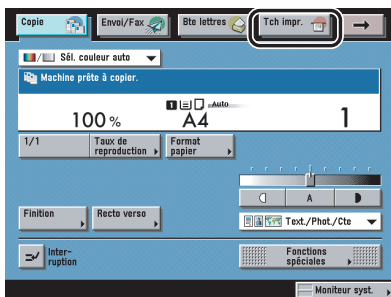 Copie
Envoi/Fax
Bte lettres
Tch impr.
Sél. couleur auto
Machine prête à copier.
100 %
1
Auto
A4
1
1/1
Taux de
reproduction
Format
papier
A
Finition
Recto verso
Text./Phot./Cte
Inter-
ruption
Fonctions
spéciales
Moniteur syst.